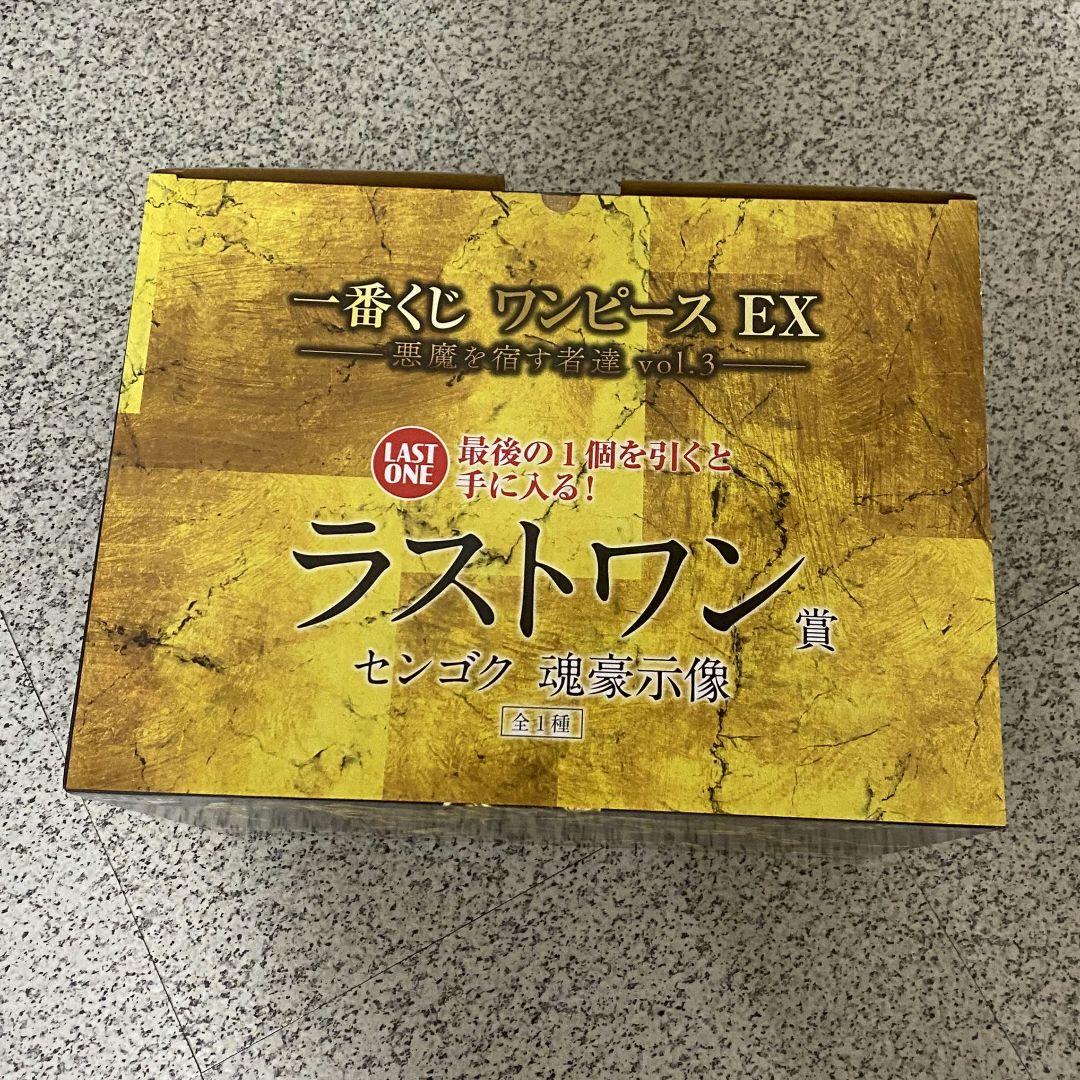 一番くじ ワンピース EX
悪魔を宿す者達 vol.3
LAST
ONE
最後の1個を引くと
手に入る!
ラストワン賞
センゴク 魂豪示像
全1種